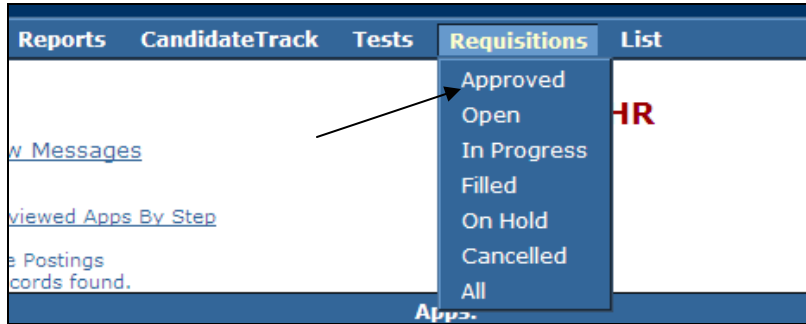 Reports CandidateTrack Tests Requisitions List
Approved
Open
HR
w Messages
In Progress
Filled
viewed Apps By Step
On Hold
e Postings
Cancelled
cords found.
All
Apps.